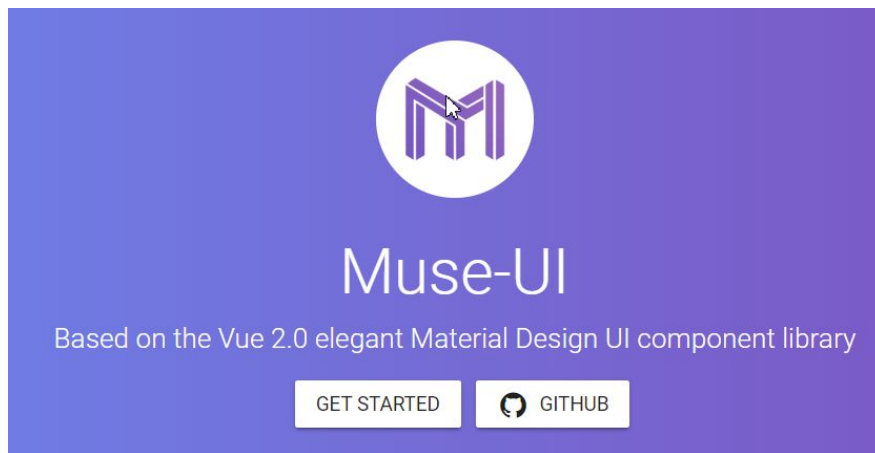 Muse-UI
Based on the Vue 2.0 elegant Material Design UI component library
GET STARTED
GITHUB